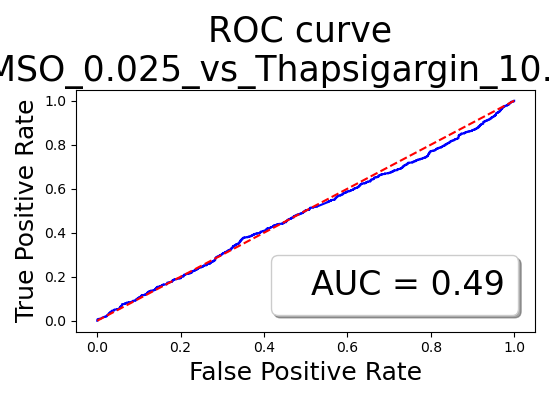 ROC curve
MSO_0.025_vs_Thapsigargin_10.
True Positive Rate
1.0
0.8
0.6
0.4
0.2
0.0
AUC = 0.49
0.0 0.2 0.4 0.6 0.8 1.0
False Positive Rate